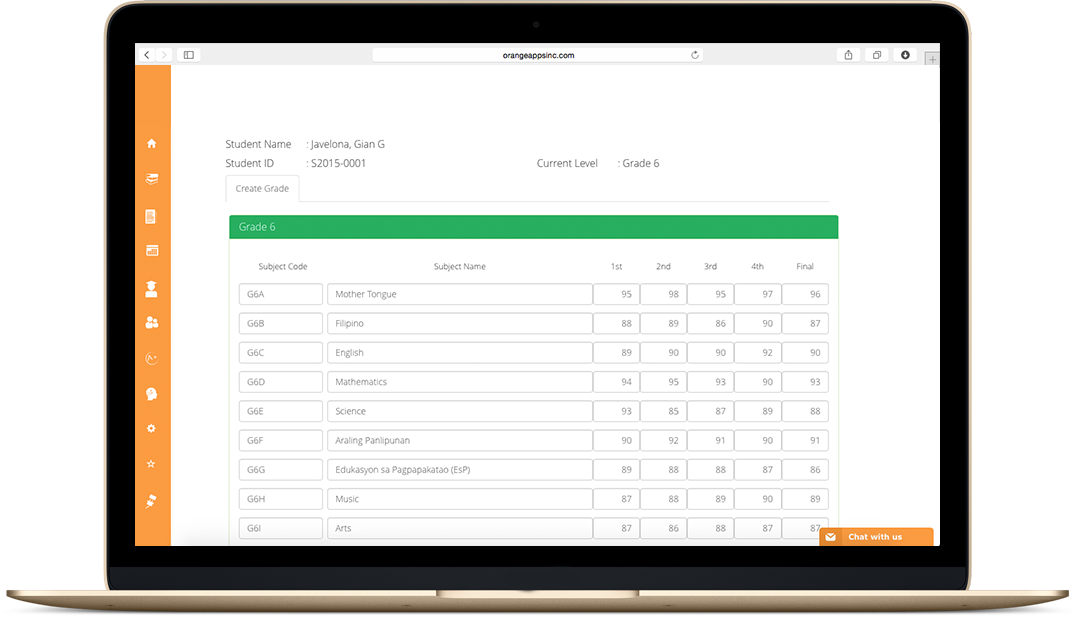 orangeappsinc.com
Student Name : Javelona, Gian G
Student ID : S2015-0001 Current Level : Grade 6
Create Grade
Grade 6
Subject Code Subject Name 1st 2nd 3rd 4th Final
G6A Mother Tongue 95 98 95 97 96
G6B Filipino 88 89 86 90 87
G6C English 89 90 90 92 90
G6D Mathematics 94 95 93 90 93
G6E Science 93 85 87 89 88
G6F Araling Panlipunan 90 92 91 90 91
G6G Edukasyon sa Pagpapakatao (EsP) 89 88 88 87 86
G6H Music 87 88 89 90 89
G6I Arts 87 86 88 87 87
Chat with us